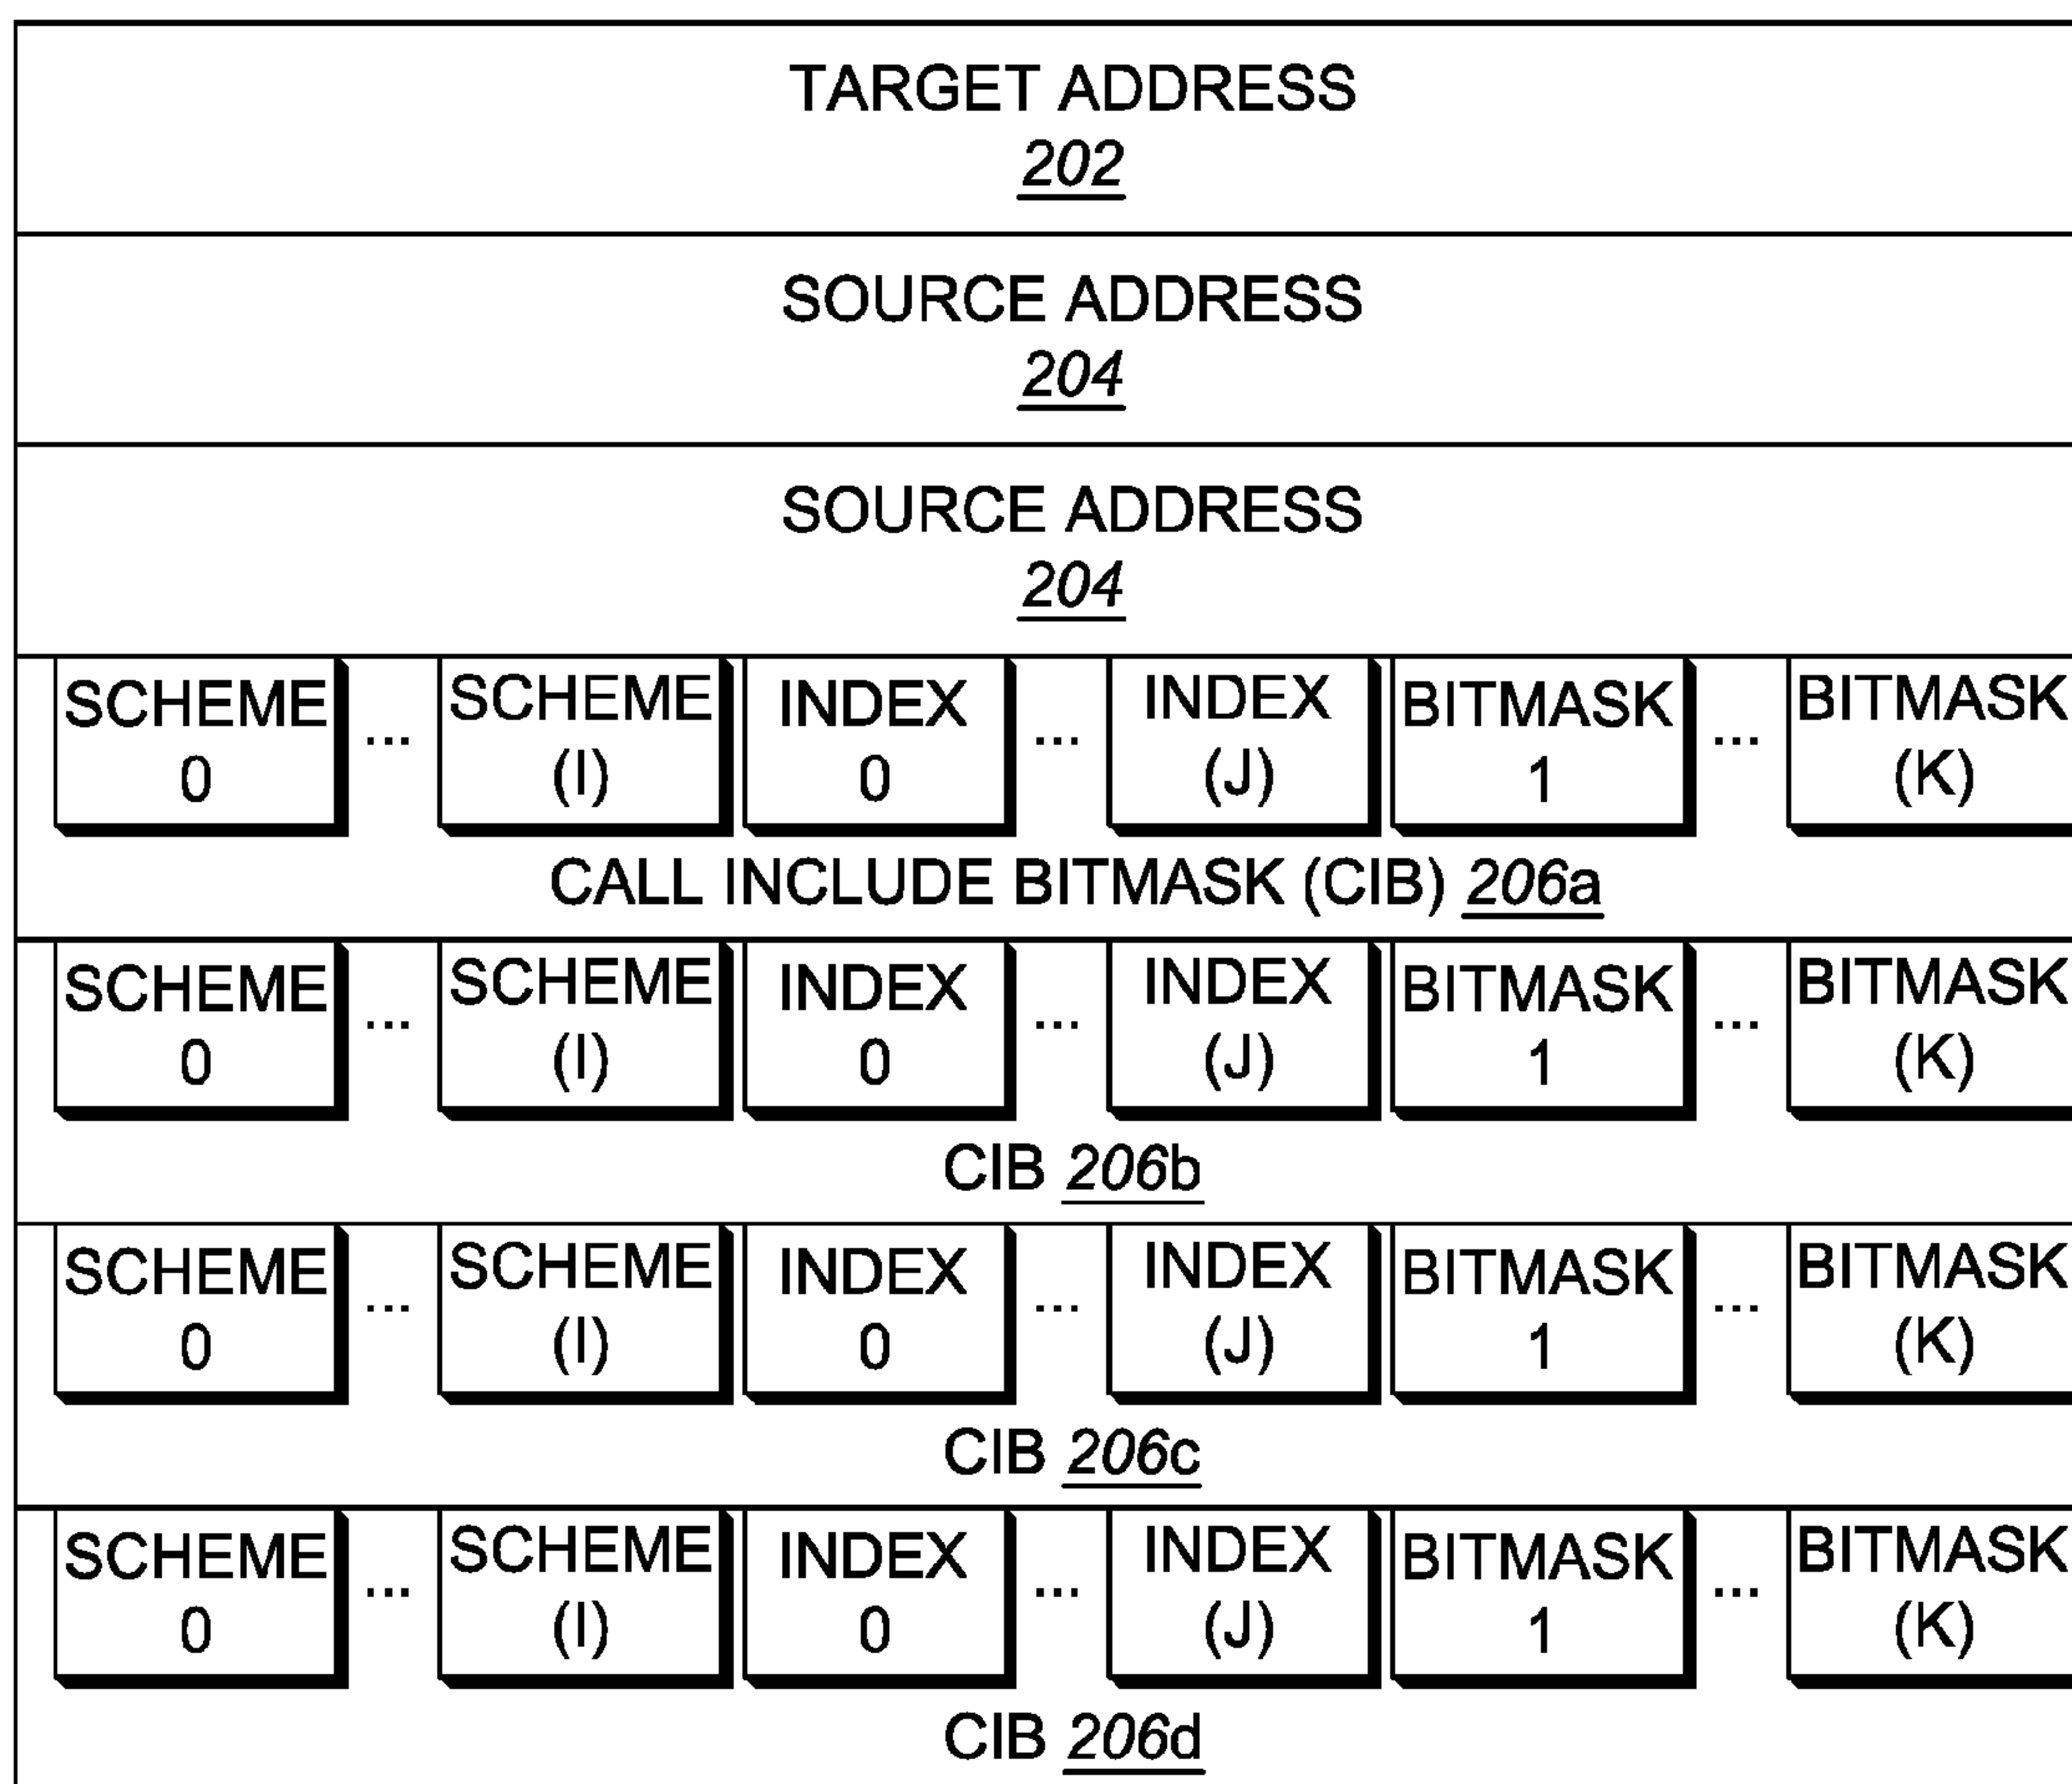 TARGET ADDRESS
202
SOURCE ADDRESS
204
SOURCE ADDRESS
204
SCHEME ... SCHEME INDEX ... INDEX BITMASK ... BITMASK
0 (I) 0 (J) 1 (K)
CALL INCLUDE BITMASK (CIB) 206a
SCHEME ... SCHEME INDEX ... INDEX BITMASK ... BITMASK
0 (I) 0 (J) 1 (K)
CIB 206b
SCHEME ... SCHEME INDEX ... INDEX BITMASK ... BITMASK
0 (I) 0 (J) 1 (K)
CIB 206c
SCHEME ... SCHEME INDEX ... INDEX BITMASK ... BITMASK
0 (I) 0 (J) 1 (K)
CIB 206d